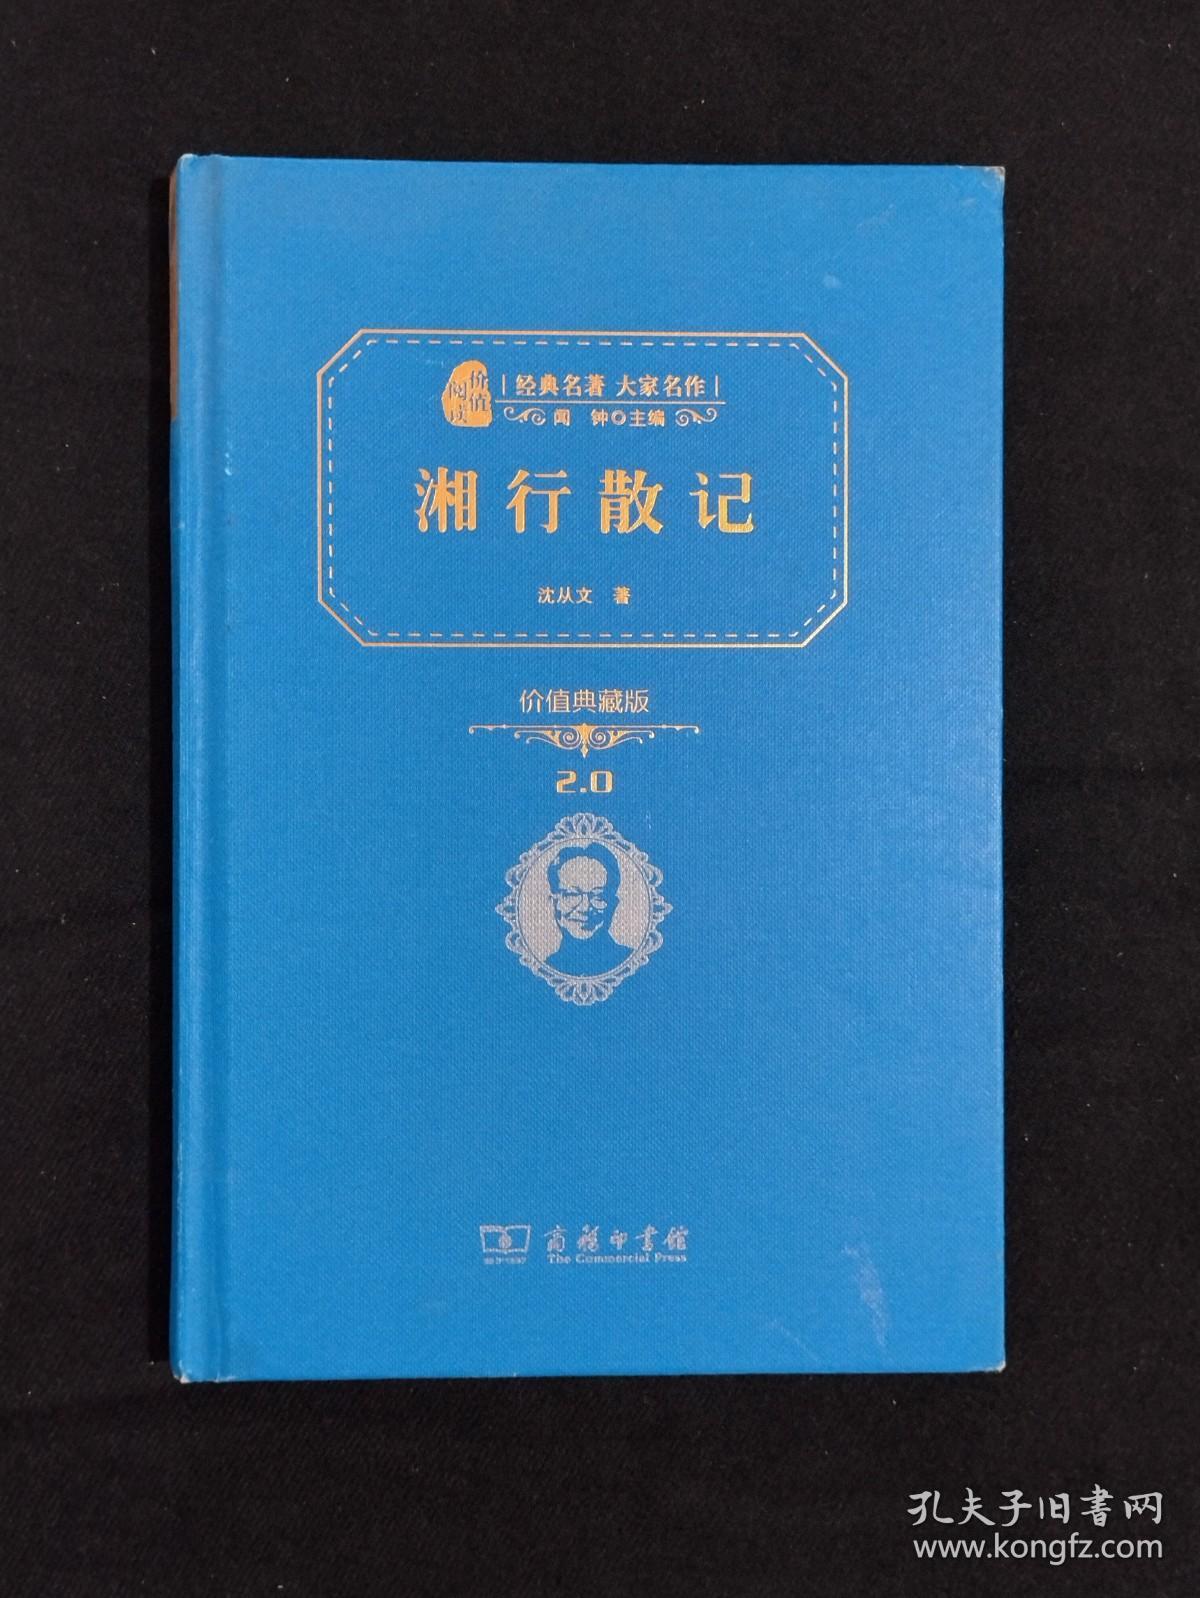 价值
阅读
经典名著 大家名作
闻 钟 主编
湘行散记
沈从文 著
价值典藏版
2.0
商务印书馆
The Commercial Press
孔夫子旧书网
www.kongfz.com